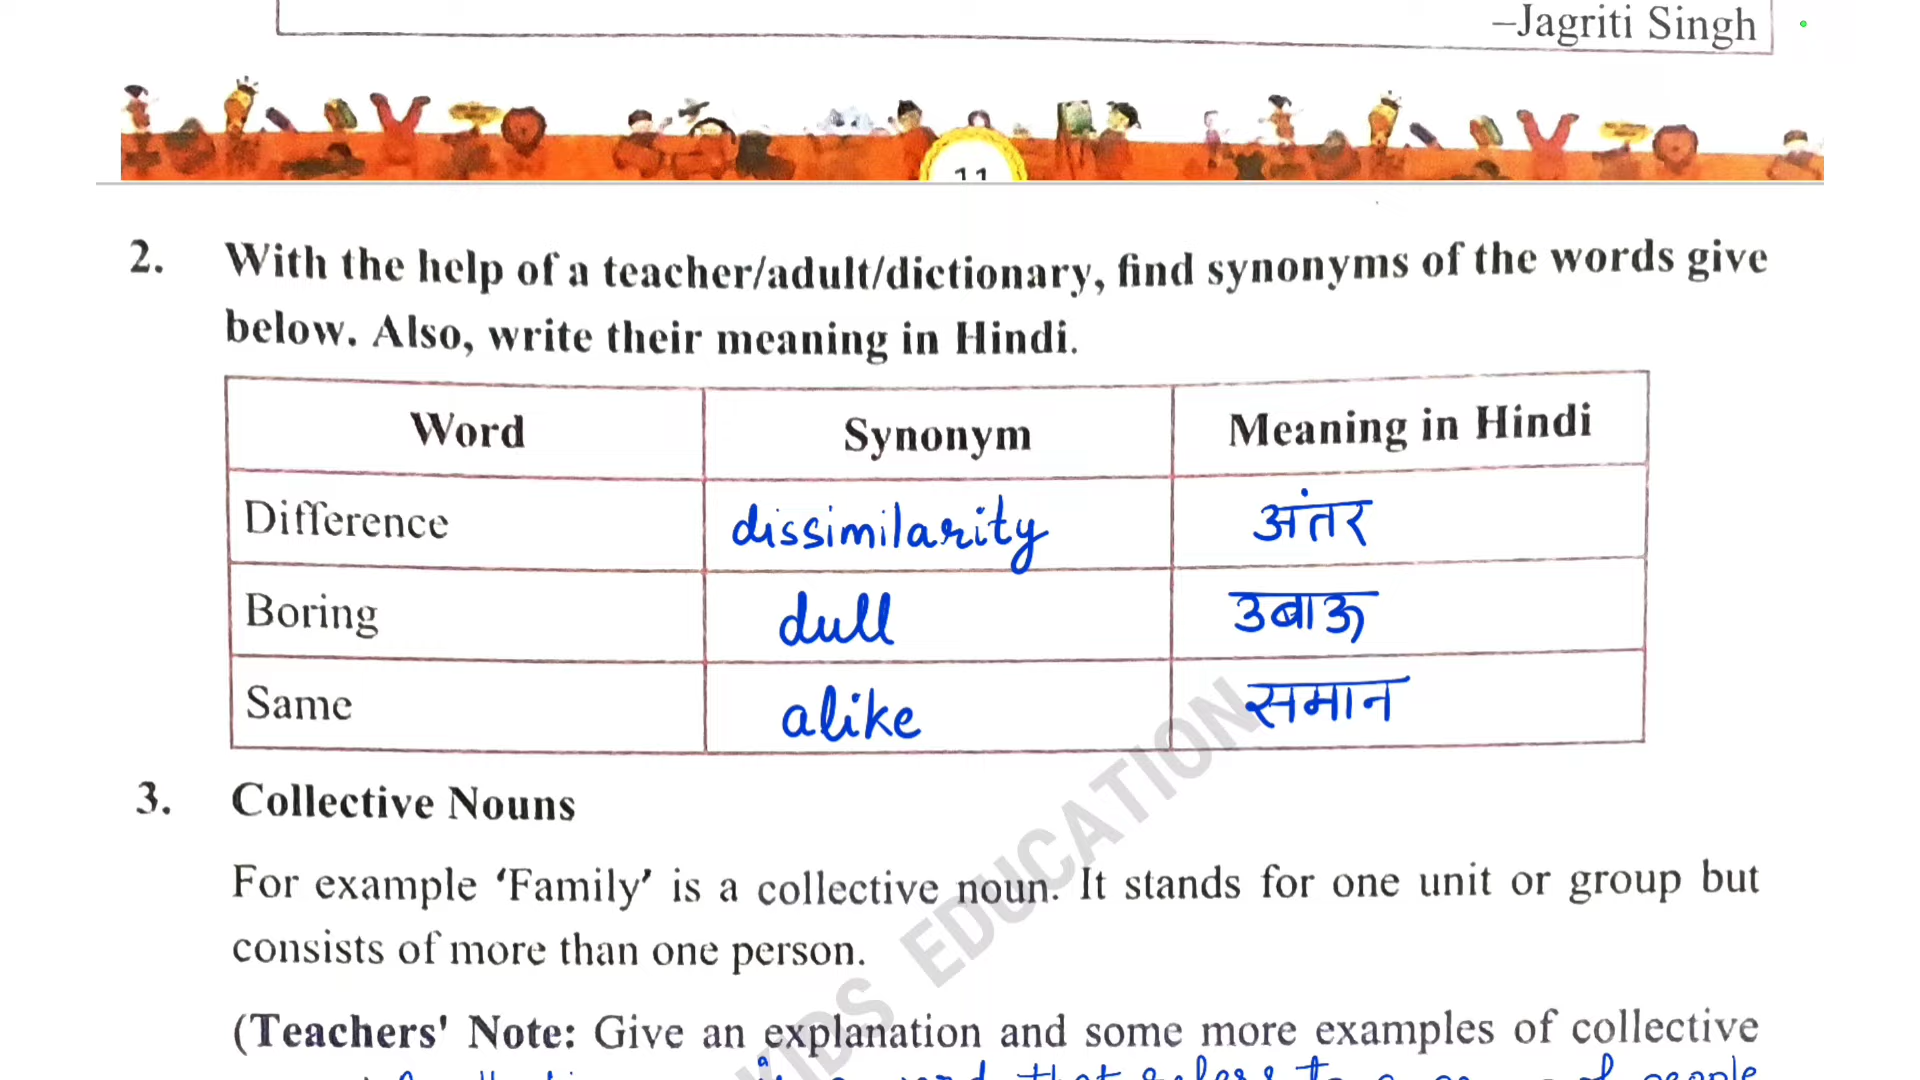 –Jagriti Singh
11
2. With the help of a teacher/adult/dictionary, find synonyms of the words give
below. Also, write their meaning in Hindi.
Word Synonym Meaning in Hindi
Difference dissimilarity अंतर
Boring dull उबाऊ
Same alike समान
3. Collective Nouns
For example ‘Family’ is a collective noun. It stands for one unit or group but
consists of more than one person.
(Teachers' Note: Give an explanation and some more examples of collective
KIDS EDUCATION